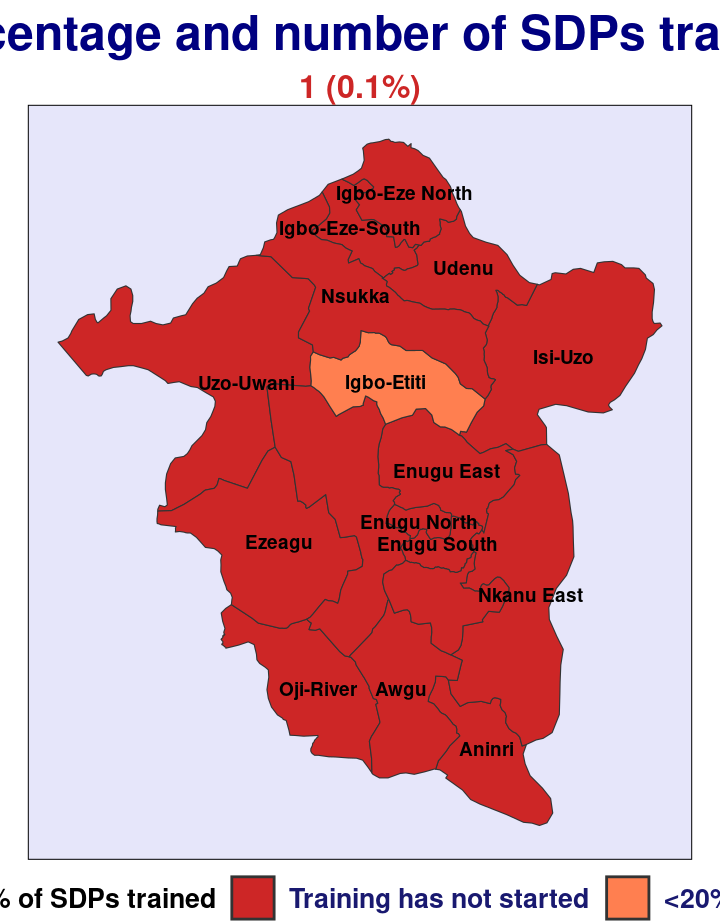 centage and number of SDPs tra
1 (0.1%)
Igbo-Eze North
Igbo-Eze-South
Udenu
Nsukka
Isi-Uzo
Uzo-Uwani
Igbo-Etiti
Enugu East
Enugu North
Enugu South
Ezeagu
Nkanu East
Oji-River
Awgu
Aninri
% of SDPs trained Training has not started <20%